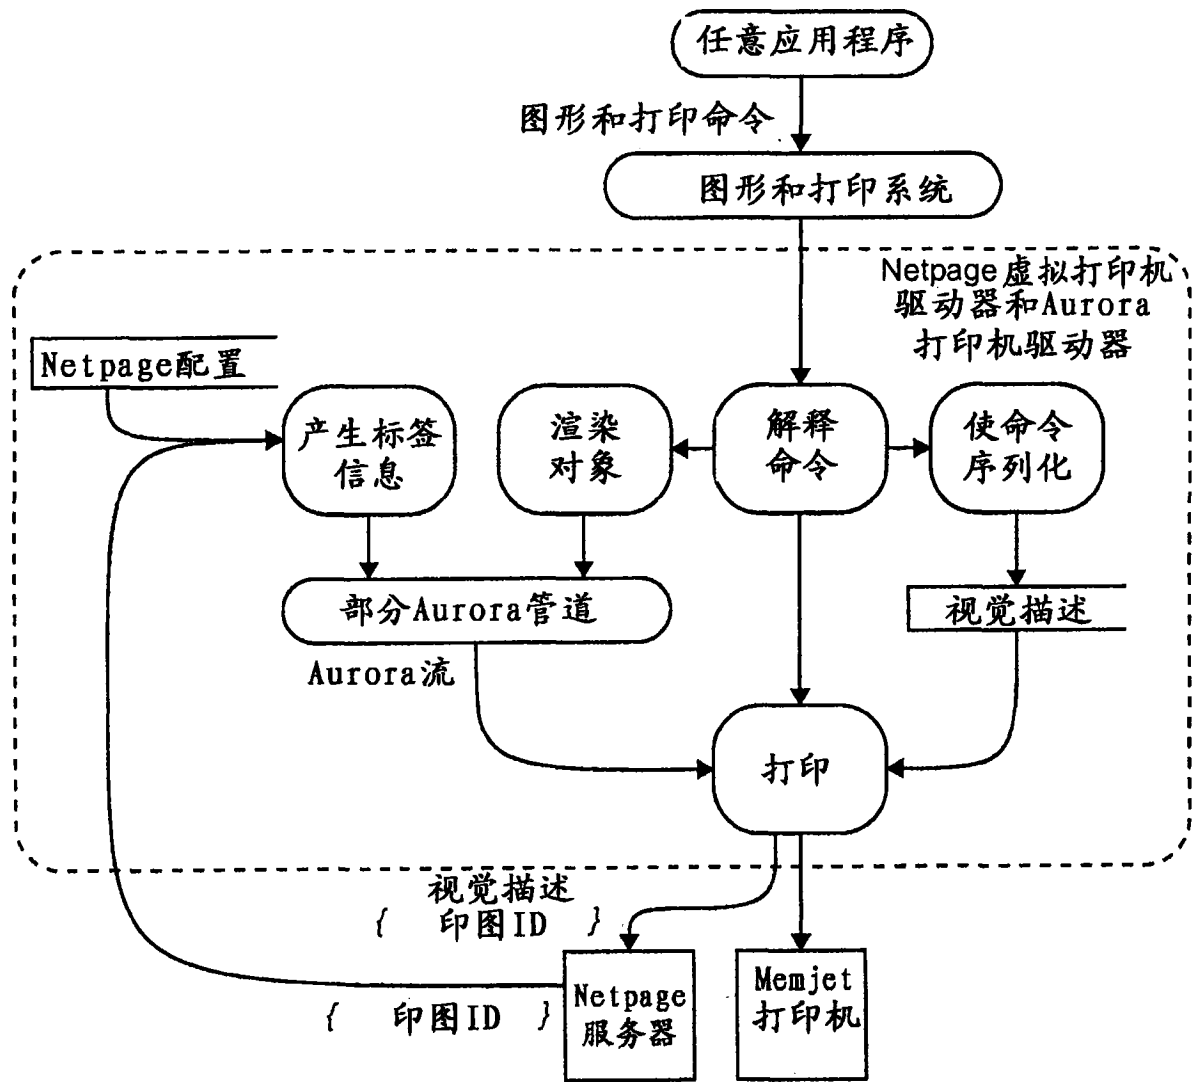 任意应用程序
图形和打印命令
图形和打印系统
Netpage虚拟打印机
驱动器和Aurora
打印机驱动器
Netpage配置
产生标签
信息
渲染
对象
解释
命令
使命令
序列化
部分Aurora管道
视觉描述
Aurora流
打印
视觉描述
{ 印图ID }
Netpage
服务器
Memjet
打印机
{ 印图ID }